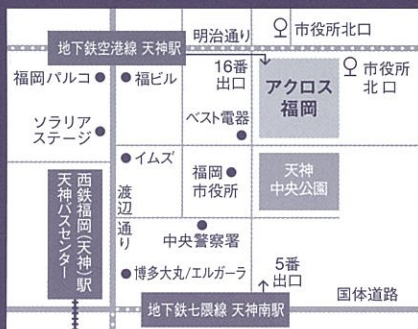 市役所北口
明治通り
地下鉄空港線 天神駅
市役所
北口
福岡パルコ
福ビル
16番
出口
アクロス
福岡
ソラリア
ステージ
ベスト電器
イムズ
福岡
市役所
天神
中央公園
西鉄福岡(天神)駅
天神バスセンター
渡辺通り
中央警察署
5番
出口
博多大丸/エルガーラ
国体道路
地下鉄七隈線 天神南駅